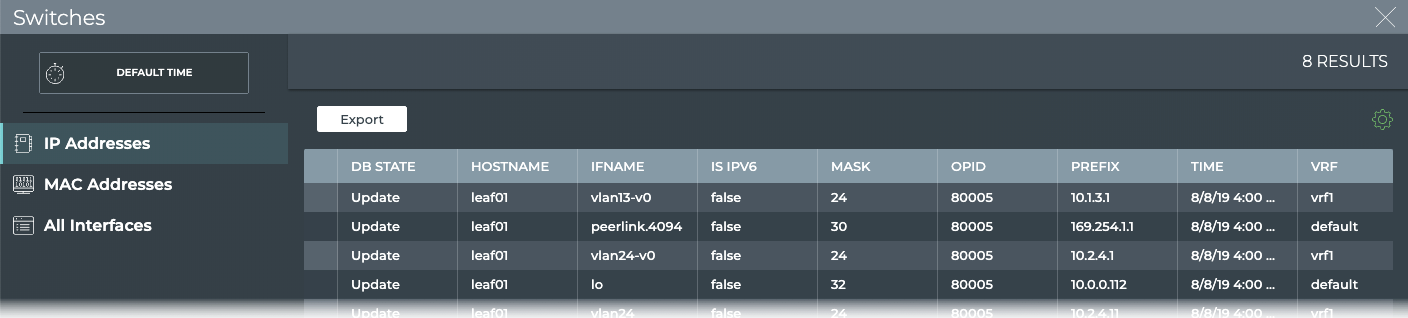 Switches
DEFAULT TIME
8 RESULTS
IP Addresses
MAC Addresses
All Interfaces
Export
DB STATE HOSTNAME IFNAME IS IPV6 MASK OPID PREFIX TIME VRF
Update leaf01 vlan13-v0 false 24 80005 10.1.3.1 8/8/19 4:00 ... vrf1
Update leaf01 peerlink.4094 false 30 80005 169.254.1.1 8/8/19 4:00 ... default
Update leaf01 vlan24-v0 false 24 80005 10.2.4.1 8/8/19 4:00 ... vrf1
Update leaf01 lo false 32 80005 10.0.0.112 8/8/19 4:00 ... default
Update leaf01 vlan24 false 24 80005 10.2.4.11 8/8/19 4:00 ... vrf1